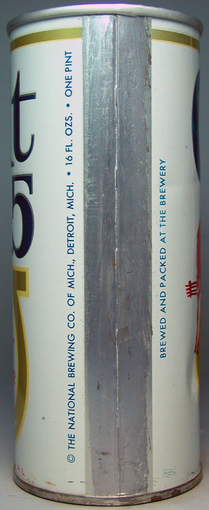 t
5
© THE NATIONAL BREWING CO. OF MICH., DETROIT, MICH. • 16 FL. OZS. • ONE PINT
BREWED AND PACKED AT THE BREWERY